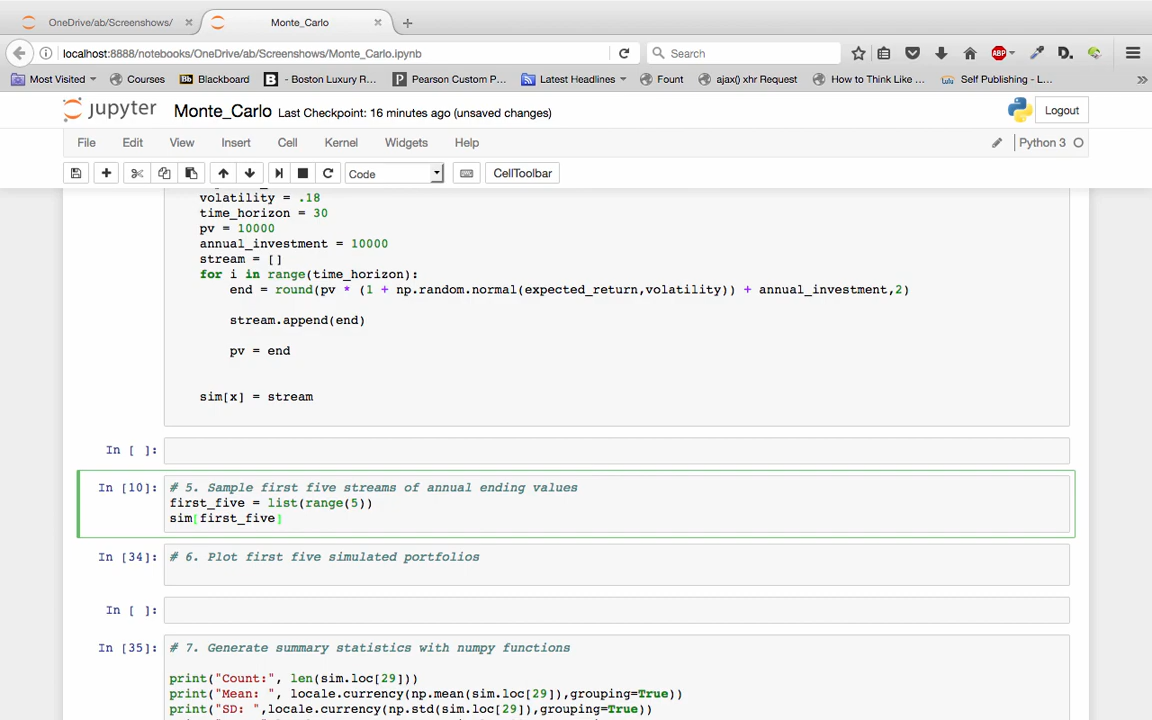 OneDrive/ab/Screenshows/
Monte_Carlo
localhost:8888/notebooks/OneDrive/ab/Screenshows/Monte_Carlo.ipynb
Search
ABP
D.
Most Visited
Courses
Bb Blackboard
B - Boston Luxury R...
P Pearson Custom P...
Latest Headlines
Fount
ajax() xhr Request
How to Think Like ...
Self Publishing - L...
jupyter Monte_Carlo Last Checkpoint: 16 minutes ago (unsaved changes)
Logout
File Edit View Insert Cell Kernel Widgets Help
Python 3
Code
CellToolbar
volatility = .18
time_horizon = 30
pv = 10000
annual_investment = 10000
stream = []
for i in range(time_horizon):
end = round(pv * (1 + np.random.normal(expected_return,volatility)) + annual_investment,2)
stream.append(end)
pv = end
sim[x] = stream
In [ ]:
In [10]: # 5. Sample first five streams of annual ending values
first_five = list(range(5))
sim[first_five]
In [34]: # 6. Plot first five simulated portfolios
In [ ]:
In [35]: # 7. Generate summary statistics with numpy functions
print("Count:", len(sim.loc[29]))
print("Mean: ", locale.currency(np.mean(sim.loc[29]),grouping=True))
print("SD: ",locale.currency(np.std(sim.loc[29]),grouping=True))